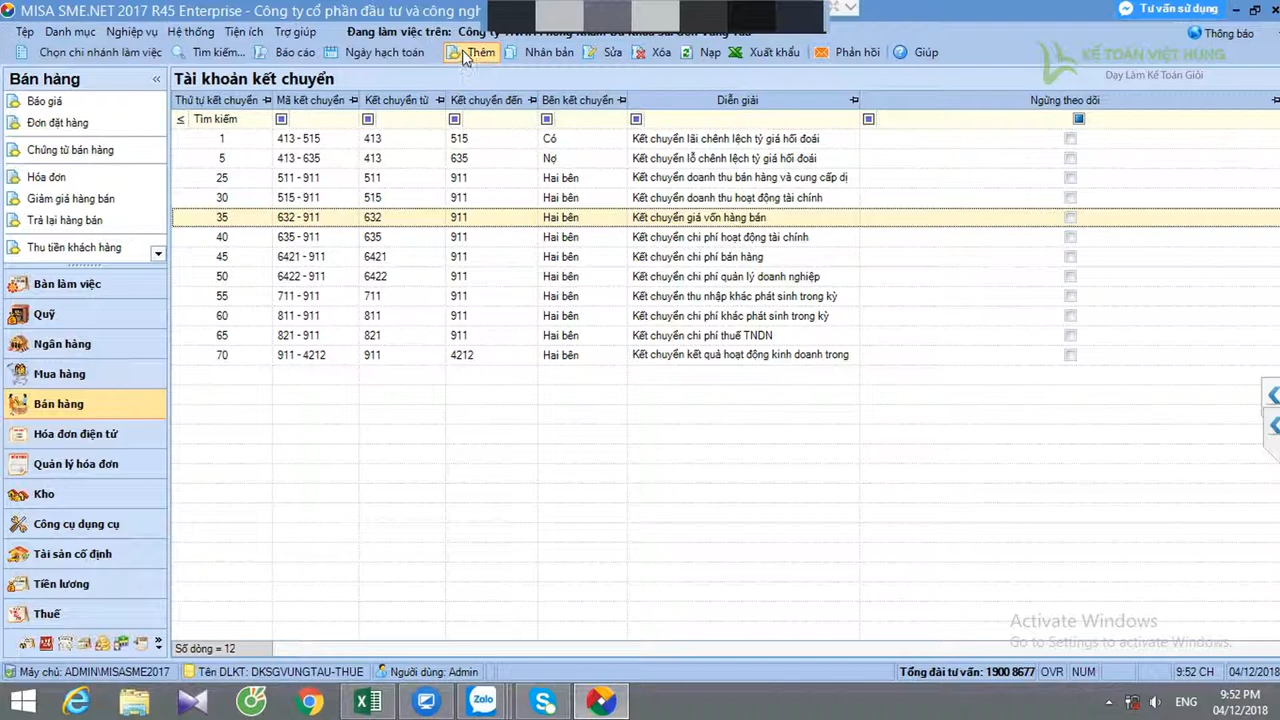 MISA SME.NET 2017 R45 Enterprise - Công ty cổ phần đầu tư và công ngh
Tư vấn sử dụng
Tệp Danh mục Nghiệp vụ Hệ thống Tiện ích Trợ giúp Đang làm việc trên:
Thông báo
Chọn chi nhánh làm việc Tìm kiếm... Báo cáo Ngày hạch toán Thêm Nhân bản Sửa Xóa Nạp Xuất khẩu Phản hồi Giúp
KẾ TOÁN VIỆT HƯNG
Dạy Làm Kế Toán Giỏi
Bán hàng «
Tài khoản kết chuyển
Thứ tự kết chuyển Mã kết chuyển Kết chuyển từ Kết chuyển đến Bên kết chuyển Diễn giải Ngừng theo dõi
≤ Tìm kiếm
1 413 - 515 413 515 Có Kết chuyển lãi chênh lệch tỷ giá hối đoái
5 413 - 635 413 635 Nợ Kết chuyển lỗ chênh lệch tỷ giá hối đoái
25 511 - 911 511 911 Hai bên Kết chuyển doanh thu bán hàng và cung cấp dị
30 515 - 911 515 911 Hai bên Kết chuyển doanh thu hoạt động tài chính
35 632 - 911 632 911 Hai bên Kết chuyển giá vốn hàng bán
40 635 - 911 635 911 Hai bên Kết chuyển chi phí hoạt động tài chính
45 6421 - 911 6421 911 Hai bên Kết chuyển chi phí bán hàng
50 6422 - 911 6422 911 Hai bên Kết chuyển chi phí quản lý doanh nghiệp
55 711 - 911 711 911 Hai bên Kết chuyển thu nhập khác phát sinh trong kỳ
60 811 - 911 811 911 Hai bên Kết chuyển chi phí khác phát sinh trong kỳ
65 821 - 911 821 911 Hai bên Kết chuyển chi phí thuế TNDN
70 911 - 4212 911 4212 Hai bên Kết chuyển kết quả hoạt động kinh doanh trong
Số dòng = 12
Báo giá
Đơn đặt hàng
Chứng từ bán hàng
Hóa đơn
Giảm giá hàng bán
Trả lại hàng bán
Thu tiền khách hàng
Bàn làm việc
Quỹ
Ngân hàng
Mua hàng
Bán hàng
Hóa đơn điện tử
Quản lý hóa đơn
Kho
Công cụ dụng cụ
Tài sản cố định
Tiền lương
Thuế
Activate Windows
Go to Settings to activate Windows.
Máy chủ: ADMIN\MISASME2017 Tên DLKT: DKSGVUNGTAU-THUE Người dùng: Admin Tổng đài tư vấn: 1900 8677 OVR NUM 9:52 CH 04/12/2018
Zalo
ENG
9:52 PM
04/12/2018